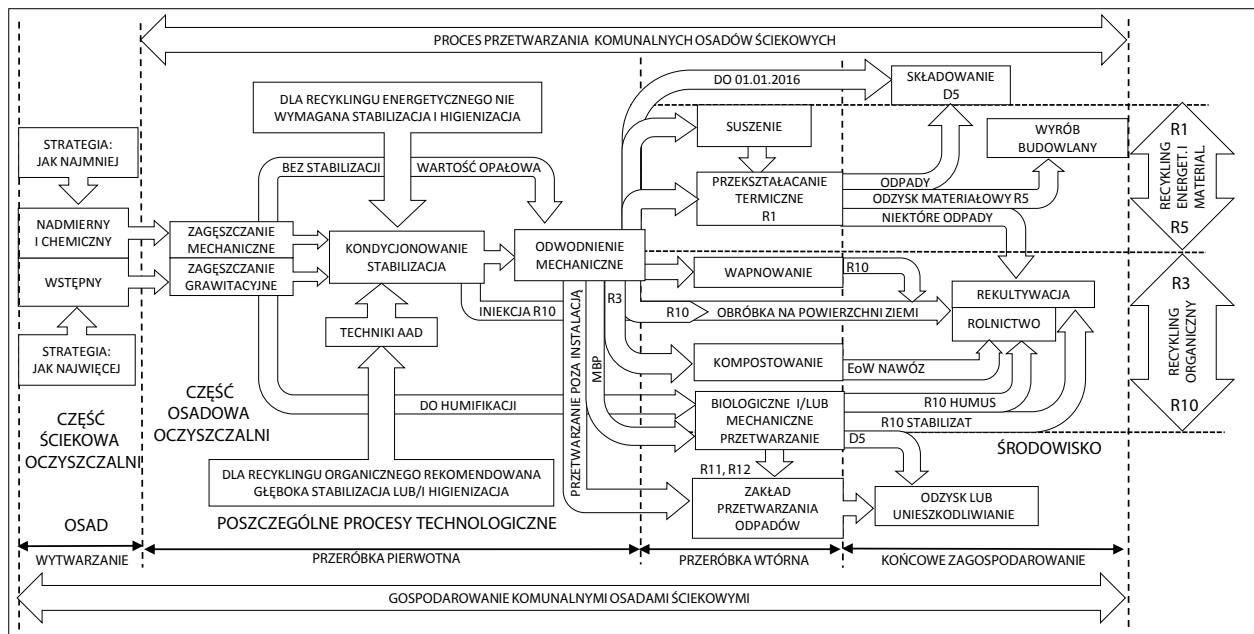 PROCES PRZETWARZANIA KOMUNALNYCH OSADÓW ŚCIEKOWYCH
DO 01.01.2016
SKŁADOWANIE
D5
DLA RECYKLINGU ENERGETYCZNEGO NIE
WYMAGANA STABILIZACJA I HIGIENIZACJA
SUSZENIE
WYRÓB
BUDOWLANY
R1
RECYKLING
ENERGET. I
MATERIAL.
R5
STRATEGIA:
JAK NAJMNIEJ
BEZ STABILIZACJI
WARTOŚĆ OPAŁOWA
PRZEKSZTAŁACANIE
TERMICZNE
R1
ODPADY
ODZYSK MATERIAŁOWY R5
NIEKTÓRE ODPADY
NADMIERNY
I CHEMICZNY
ZAGĘSZCZANIE
MECHANICZNE
KONDYCJONOWANIE
STABILIZACJA
ODWODNIENIE
MECHANICZNE
WSTĘPNY
ZAGĘSZCZANIE
GRAWITACYJNE
WAPNOWANIE
R10
R3
RECYKLING
ORGANICZNY
R10
INIEKCJA R10
R3
R10
OBRÓBKA NA POWIERZCHNI ZIEMI
REKULTYWACJA
ROLNICTWO
TECHNIKI AAD
STRATEGIA:
JAK NAJWIĘCEJ
KOMPOSTOWANIE
EoW NAWÓZ
PRZETWARZANIE POZA INSTALACJĄ
MBP
CZĘŚĆ
ŚCIEKOWA
OCZYSZCZALNI
CZĘŚĆ
OSADOWA
OCZYSZCZALNI
DO HUMIFIKACJI
BIOLOGICZNE I/LUB
MECHANICZNE
PRZETWARZANIE
R10 HUMUS
R10 STABILIZAT
D5
ŚRODOWISKO
DLA RECYKLINGU ORGANICZNEGO REKOMENDOWANA
GŁĘBOKA STABILIZACJA LUB/I HIGIENIZACJA
R11, R12
ZAKŁAD
PRZETWARZANIA
ODPADÓW
ODZYSK LUB
UNIESZKODLIWIANIE
OSAD
POSZCZEGÓLNE PROCESY TECHNOLOGICZNE
WYTWARZANIE
PRZERÓBKA PIERWOTNA
PRZERÓBKA WTÓRNA
KOŃCOWE ZAGOSPODAROWANIE
GOSPODAROWANIE KOMUNALNYMI OSADAMI ŚCIEKOWYMI